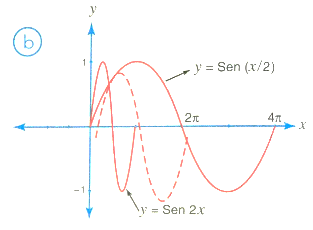 y
b
1
y = Sen (x/2)
2π
4π
x
−1
y = Sen 2x